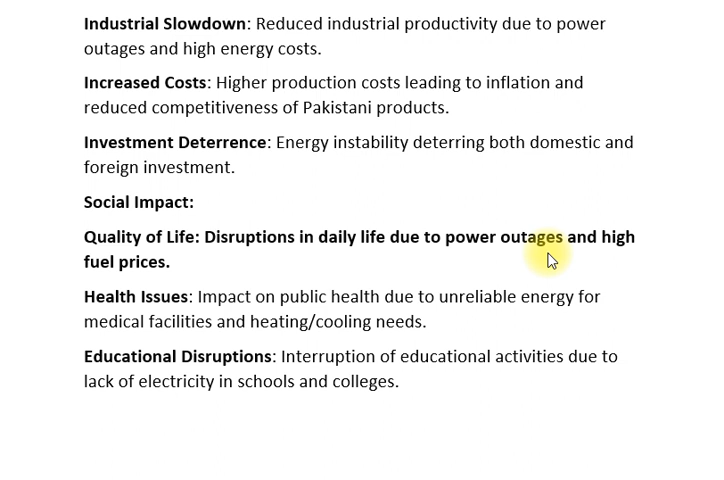 Industrial Slowdown: Reduced industrial productivity due to power
outages and high energy costs.
Increased Costs: Higher production costs leading to inflation and
reduced competitiveness of Pakistani products.
Investment Deterrence: Energy instability deterring both domestic and
foreign investment.
Social Impact:
Quality of Life: Disruptions in daily life due to power outages and high
fuel prices.
Health Issues: Impact on public health due to unreliable energy for
medical facilities and heating/cooling needs.
Educational Disruptions: Interruption of educational activities due to
lack of electricity in schools and colleges.